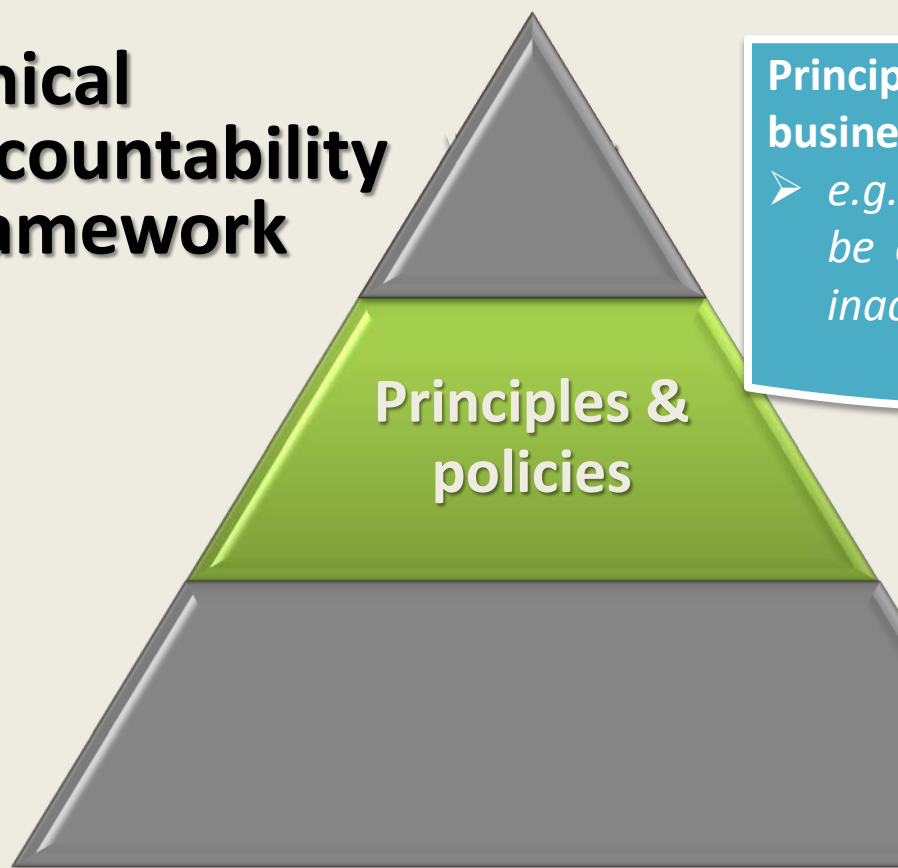 nical
countability
amework
Princip
busine
➢ e.g.
be
inad
Principles &
policies